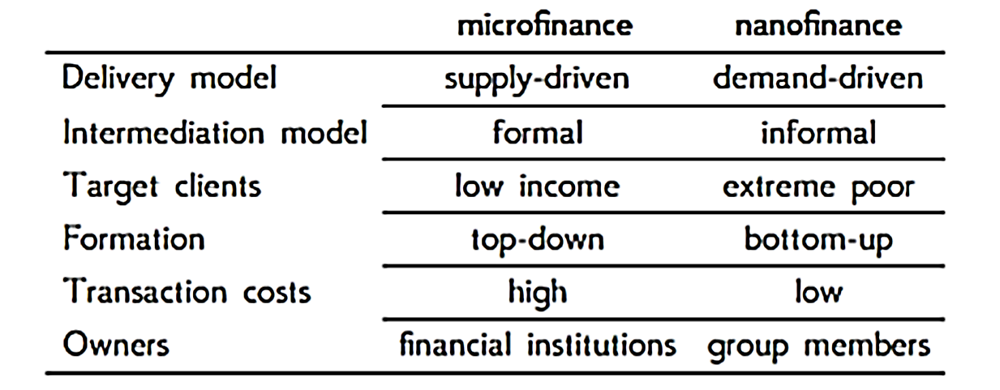 microfinance nanofinance
Delivery model supply-driven demand-driven
Intermediation model formal informal
Target clients low income extreme poor
Formation top-down bottom-up
Transaction costs high low
Owners financial institutions group members